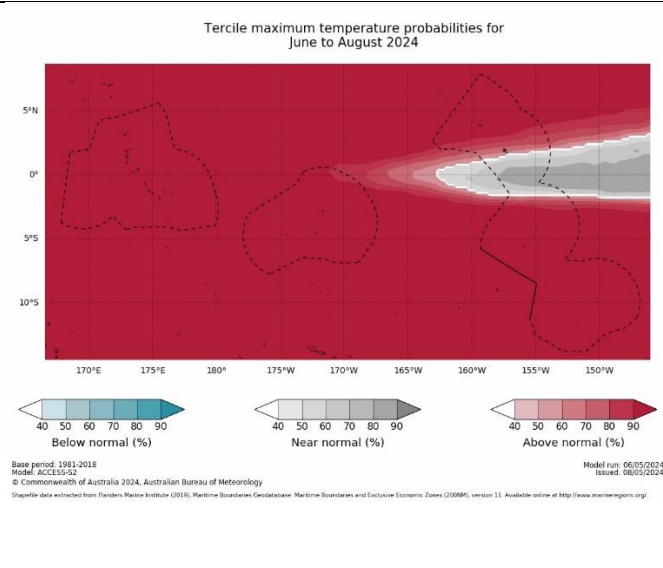 Tercile maximum temperature probabilities for
June to August 2024
5°N
0°
5°S
10°S
170°E 175°E 180° 175°W 170°W 165°W 160°W 155°W 150°W
40 50 60 70 80 90 40 50 60 70 80 90 40 50 60 70 80 90
Below normal (%) Near normal (%) Above normal (%)
Base period: 1981-2018 Model run: 06/05/2024
Model: ACCESS-S2 Issued: 08/05/2024
© Commonwealth of Australia 2024, Australian Bureau of Meteorology
Shapefile data extracted from Flanders Marine Institute (2019), Maritime Boundaries Geodatabase: Maritime Boundaries and Exclusive Economic Zones (200NM), version 11. Available online at http://www.marineregions.org/.